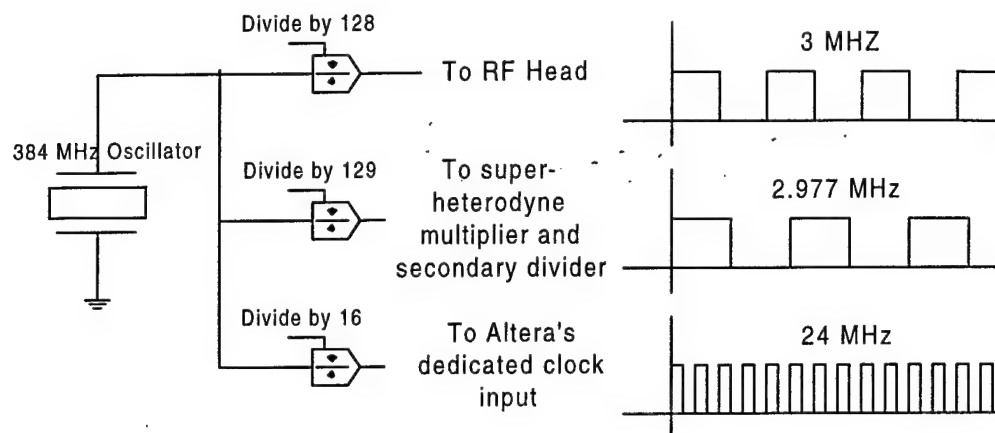 Divide by 128
To RF Head
3 MHZ
384 MHz Oscillator
Divide by 129
To super-
heterodyne
multiplier and
secondary divider
2.977 MHz
Divide by 16
To Altera's
dedicated clock
input
24 MHz